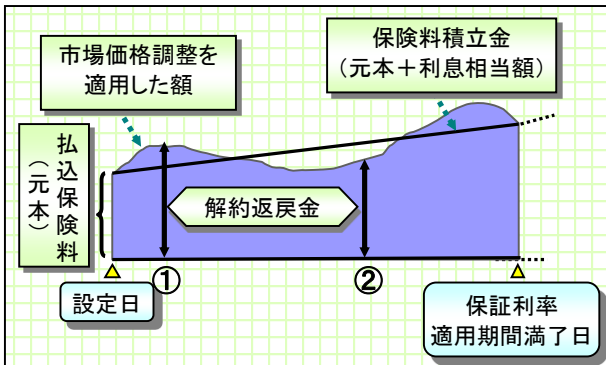 市場価格調整を
適用した額
保険料積立金
（元本＋利息相当額）
払込保険料
（元本）
解約返戻金
①
②
設定日
保証利率
適用期間満了日